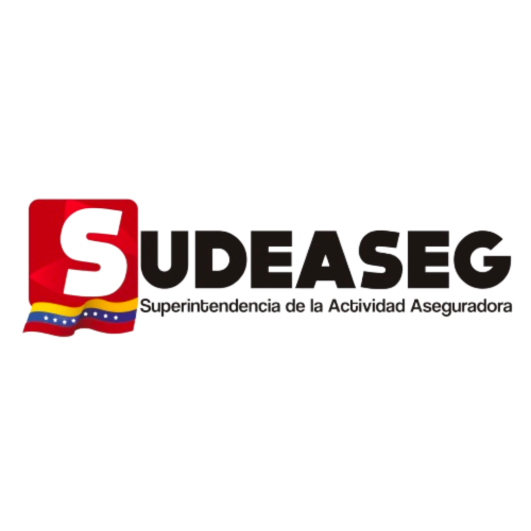 SUDEASEG
Superintendencia de la Actividad Aseguradora